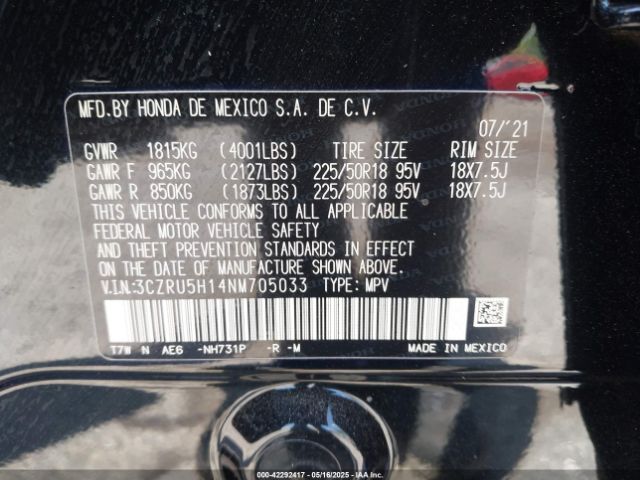 MFD.BY HONDA DE MEXICO S.A. DE C.V.
07/'21
GVWR 1815KG (4001LBS) TIRE SIZE RIM SIZE
GAWR F 965KG (2127LBS) 225/50R18 95V 18X7.5J
GAWR R 850KG (1873LBS) 225/50R18 95V 18X7.5J
THIS VEHICLE CONFORMS TO ALL APPLICABLE
FEDERAL MOTOR VEHICLE SAFETY
AND THEFT PREVENTION STANDARDS IN EFFECT
ON THE DATE OF MANUFACTURE SHOWN ABOVE.
V.I.N.:3CZRU5H14NM705033 TYPE: MPV
T7W N AE6 -NH731P -R -M MADE IN MEXICO
000-42292417 - 05/16/2025 - IAA